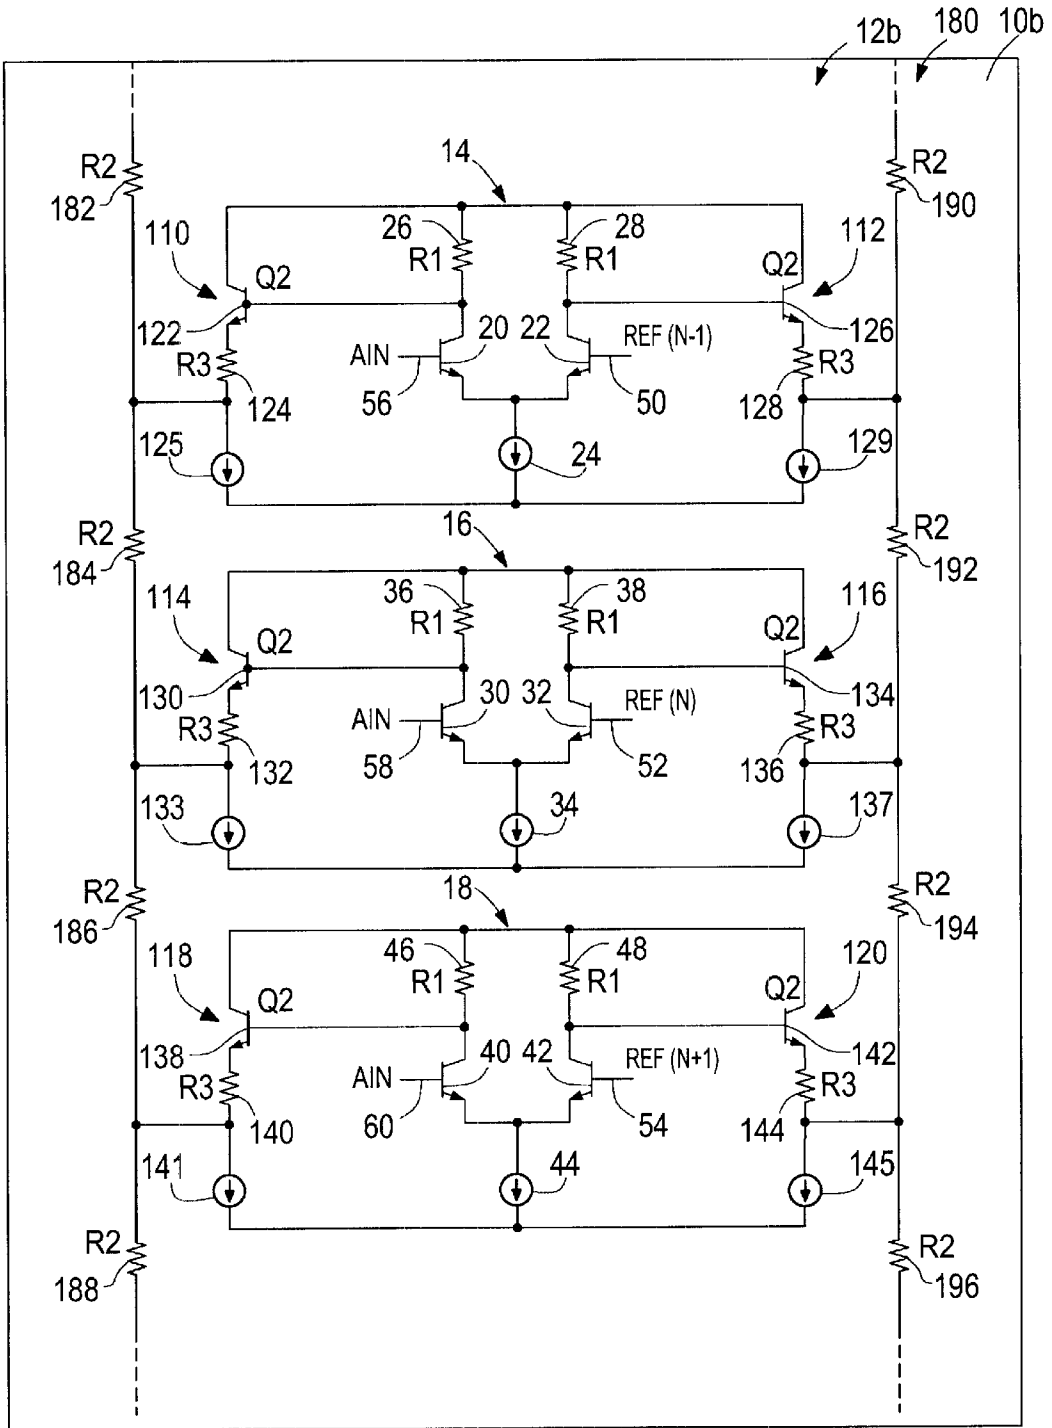 12b 180 10b
R2 14 R2
182 26 28 190
110 R1 R1 112
Q2 Q2
122 20 22 REF (N-1) 126
R3 AIN R3
124 56 50 128
125 24 129
R2 16 R2
184 36 38 192
114 R1 R1 116
Q2 Q2
130 30 32 REF (N) 134
R3 AIN R3
132 58 52 136
133 34 137
R2 18 R2
186 46 48 194
118 R1 R1 120
Q2 Q2
138 40 42 REF (N+1) 142
R3 AIN R3
140 60 54 144
141 44 145
R2 R2
188 196